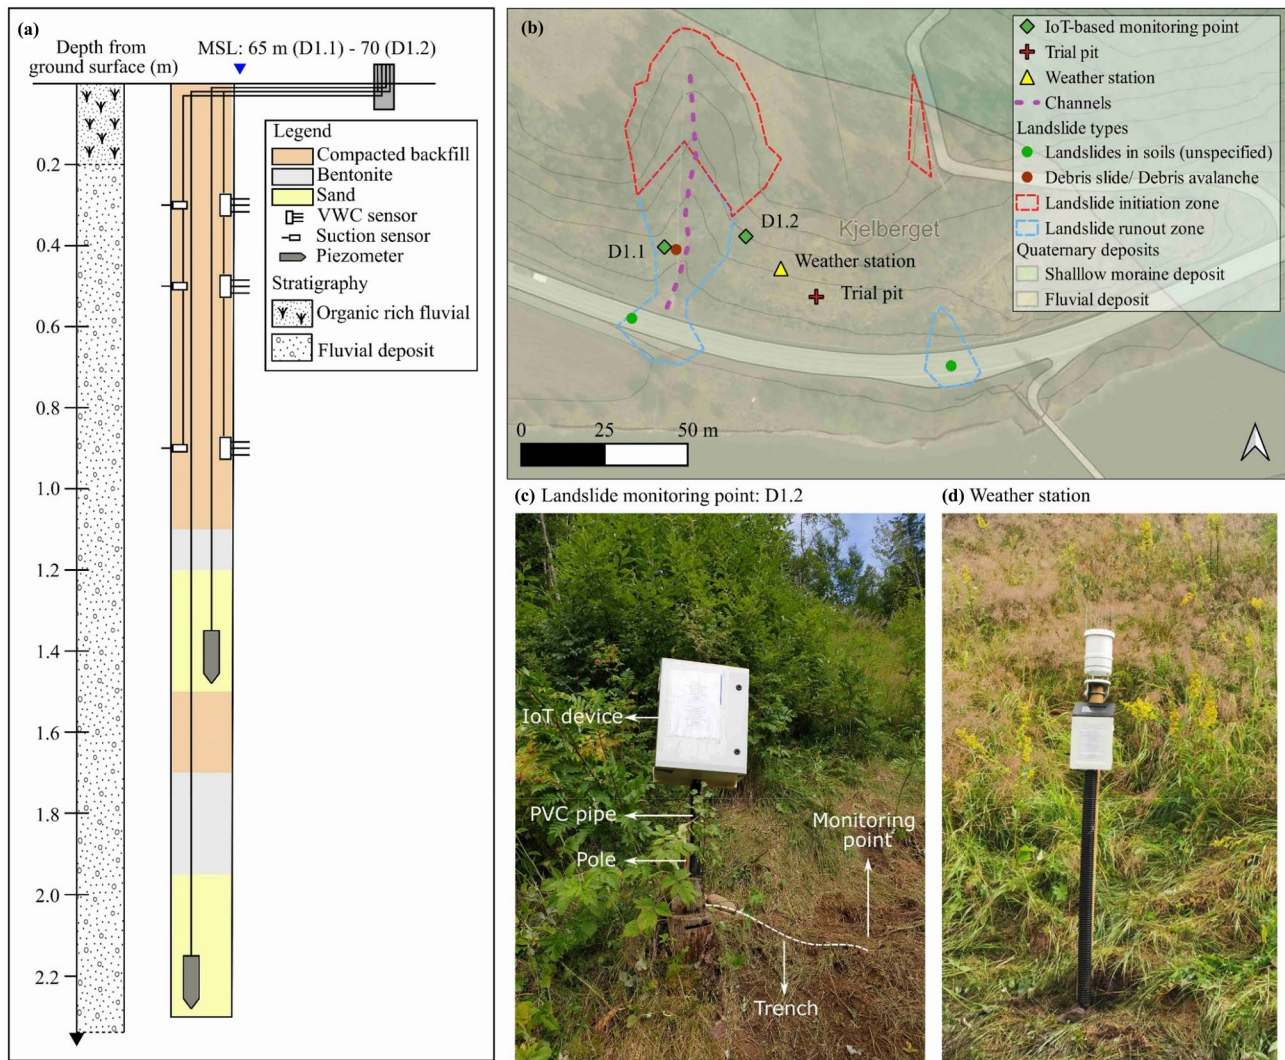 (a)
Depth from
ground surface (m)
MSL: 65 m (D1.1) - 70 (D1.2)
0.2
0.4
0.6
0.8
1.0
1.2
1.4
1.6
1.8
2.0
2.2
Legend
Compacted backfill
Bentonite
Sand
VWC sensor
Suction sensor
Piezometer
Stratigraphy
Organic rich fluvial
Fluvial deposit
(b)
D1.1
D1.2
Kjelberget
Weather station
Trial pit
0 25 50 m
IoT-based monitoring point
Trial pit
Weather station
Channels
Landslide types
Landslides in soils (unspecified)
Debris slide/ Debris avalanche
Landslide initiation zone
Landslide runout zone
Quaternary deposits
Shalllow moraine deposit
Fluvial deposit
(c) Landslide monitoring point: D1.2
IoT device
PVC pipe
Pole
Monitoring
point
Trench
(d) Weather station